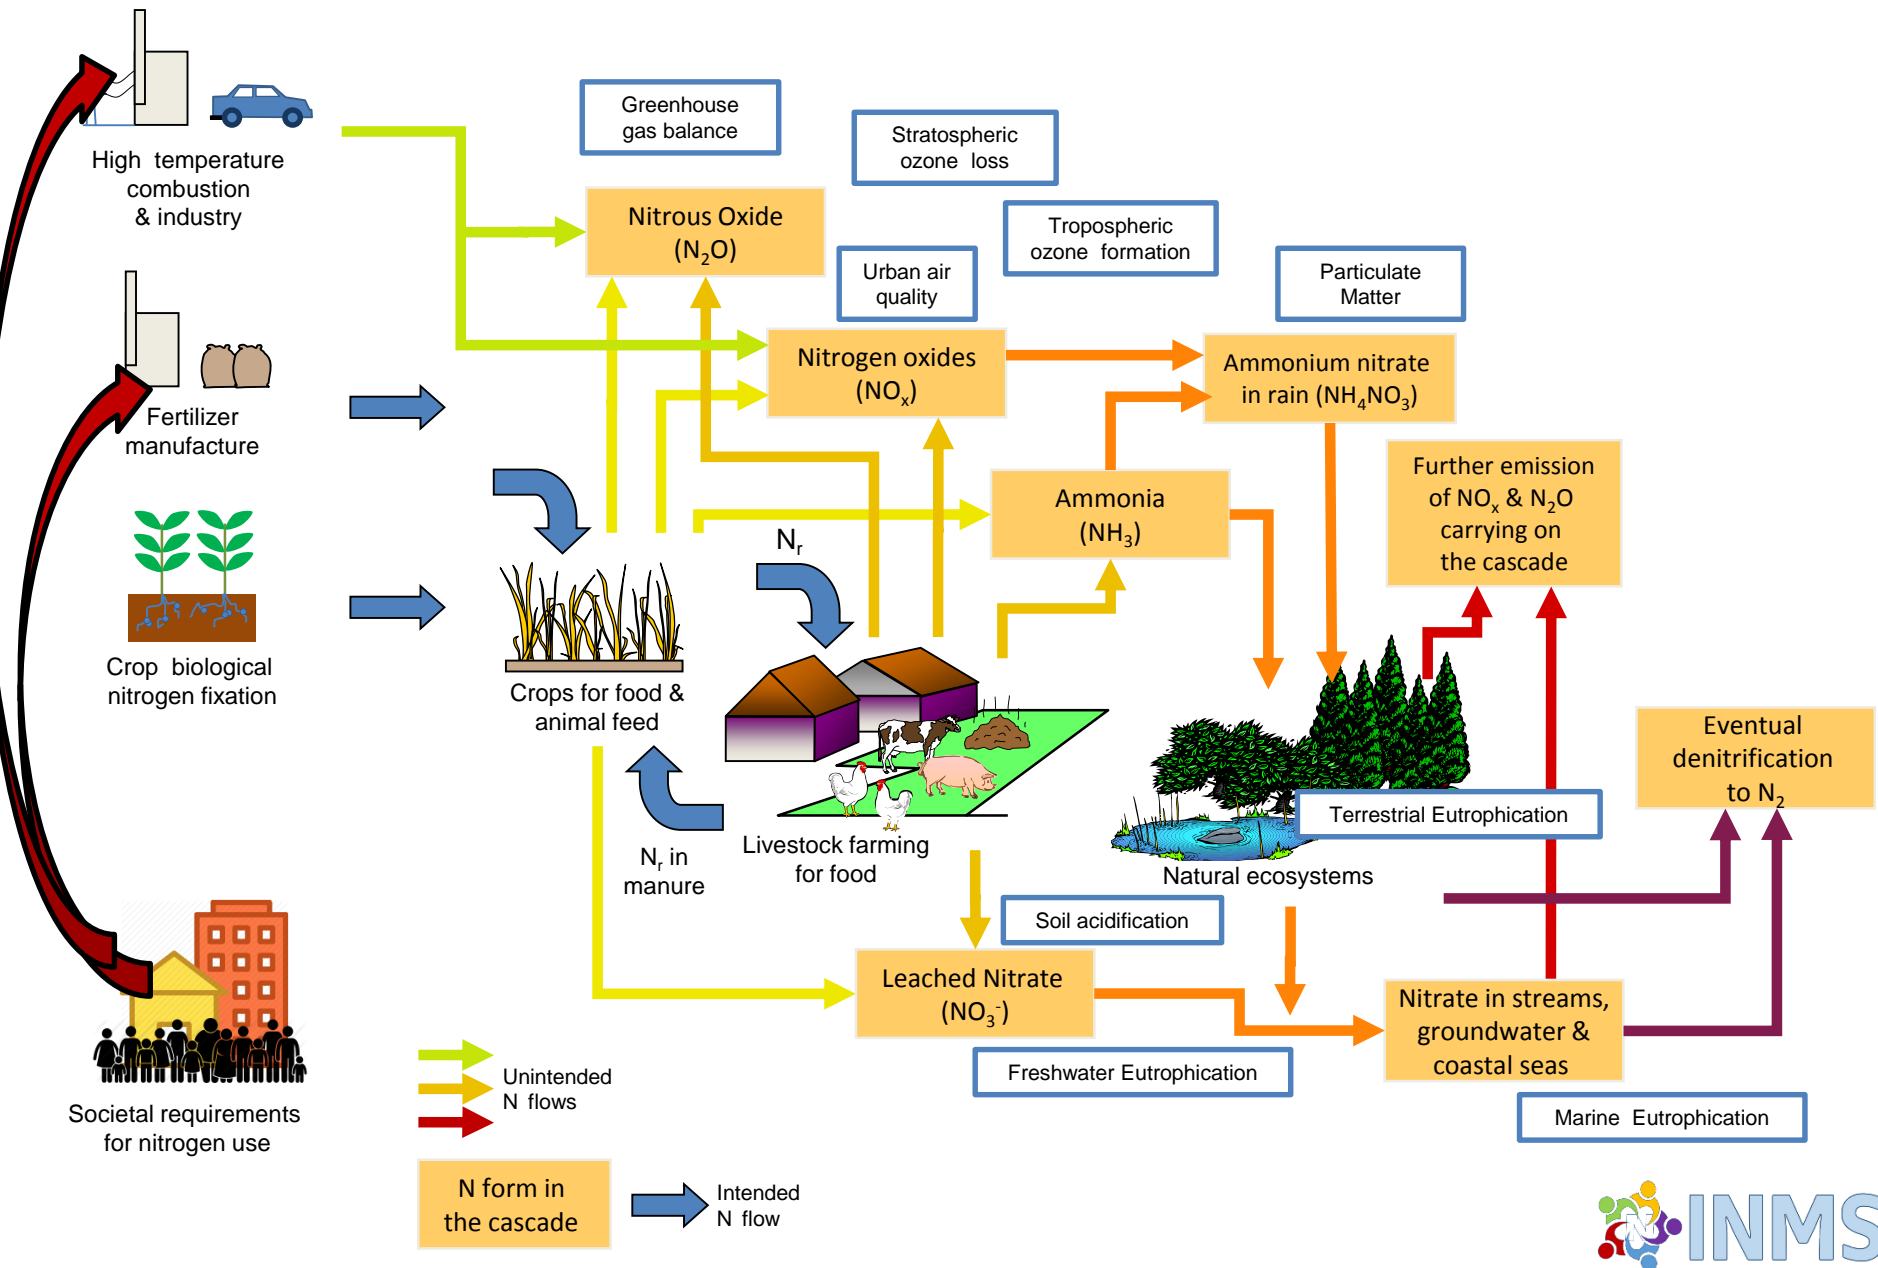 High temperature
combustion
& industry
Fertilizer
manufacture
Crop biological
nitrogen fixation
Societal requirements
for nitrogen use
Greenhouse
gas balance
Stratospheric
ozone loss
Tropospheric
ozone formation
Urban air
quality
Particulate
Matter
Nitrous Oxide
(N₂O)
Nitrogen oxides
(NOₓ)
Ammonium nitrate
in rain (NH₄NO₃)
Ammonia
(NH₃)
Further emission
of NOₓ & N₂O
carrying on
the cascade
Nᵣ
Crops for food &
animal feed
Nᵣ in
manure
Livestock farming
for food
Natural ecosystems
Terrestrial Eutrophication
Eventual
denitrification
to N₂
Soil acidification
Leached Nitrate
(NO₃⁻)
Nitrate in streams,
groundwater &
coastal seas
Freshwater Eutrophication
Marine Eutrophication
Unintended
N flows
N form in
the cascade
Intended
N flow
N
INMS